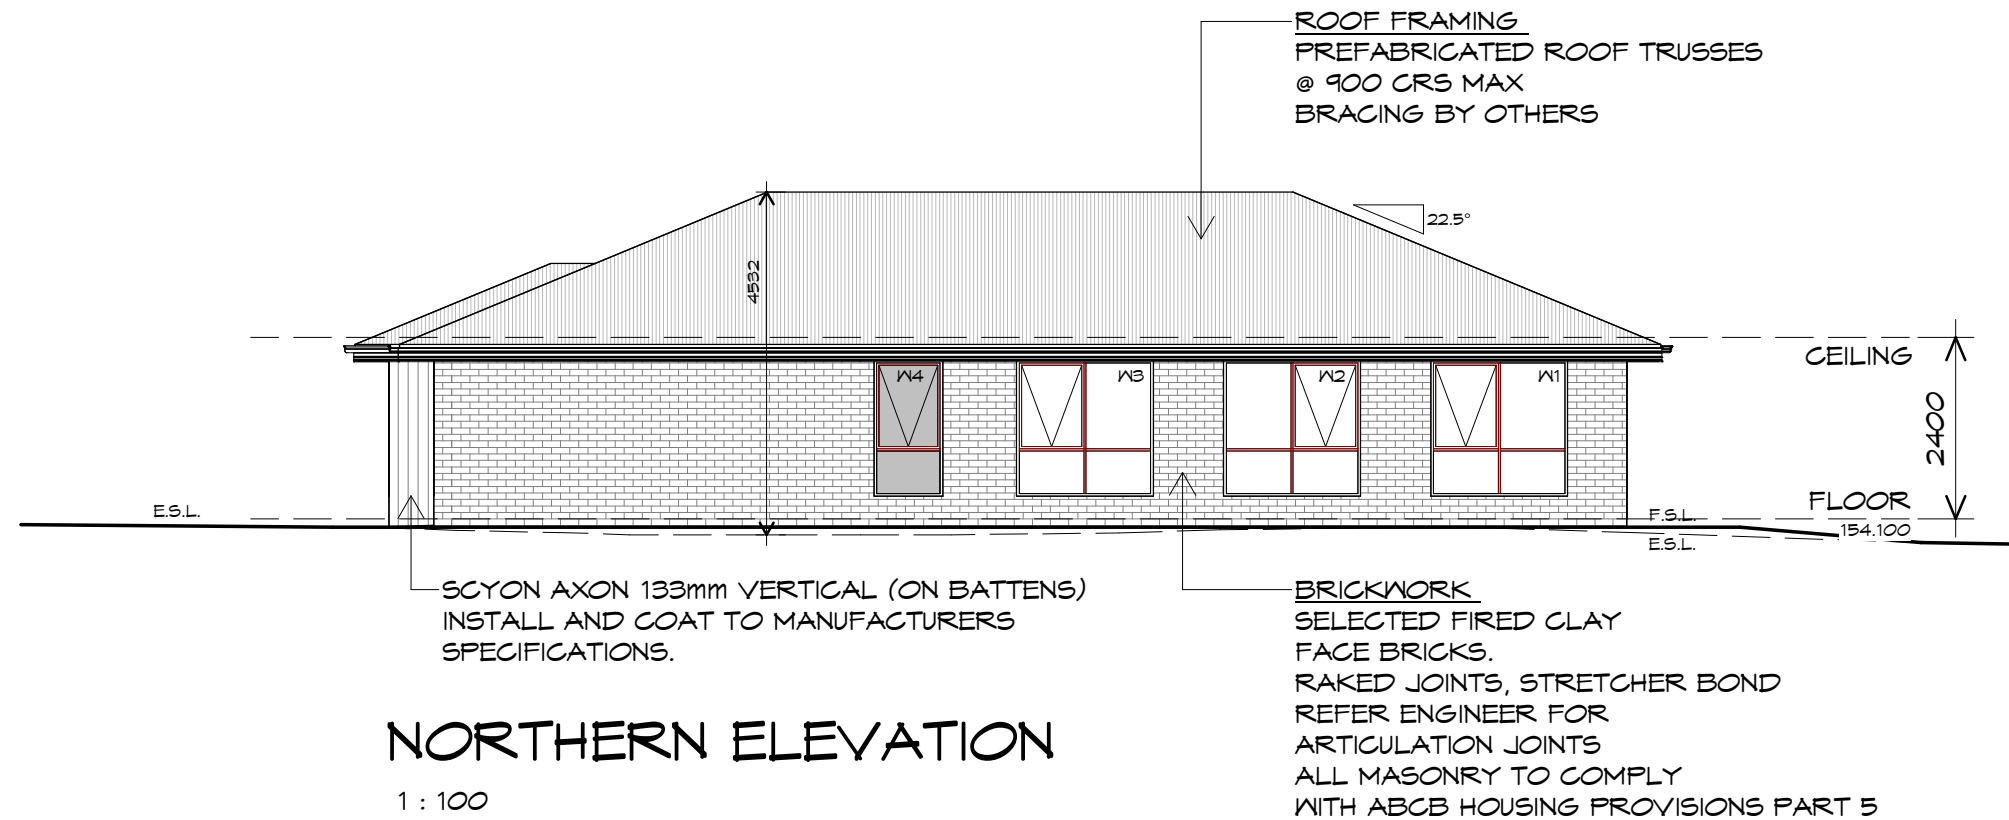 ROOF FRAMING
PREFABRICATED ROOF TRUSSES
@ 900 CRS MAX
BRACING BY OTHERS
22.5°
4532
CEILING
W4
W3
W2
W1
2400
FLOOR
E.S.L.
F.S.L.
154.100
E.S.L.
SCYON AXON 133mm VERTICAL (ON BATTENS)
INSTALL AND COAT TO MANUFACTURERS
SPECIFICATIONS.
BRICKWORK
SELECTED FIRED CLAY
FACE BRICKS.
RAKED JOINTS, STRETCHER BOND
REFER ENGINEER FOR
ARTICULATION JOINTS
ALL MASONRY TO COMPLY
WITH ABCB HOUSING PROVISIONS PART 5
NORTHERN ELEVATION
1 : 100